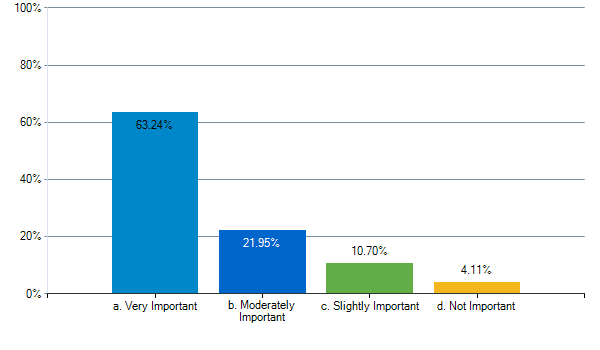 100%
80%
60%
40%
20%
0%
63.24%
21.95%
10.70%
4.11%
a. Very Important
b. Moderately
Important
c. Slightly Important
d. Not Important